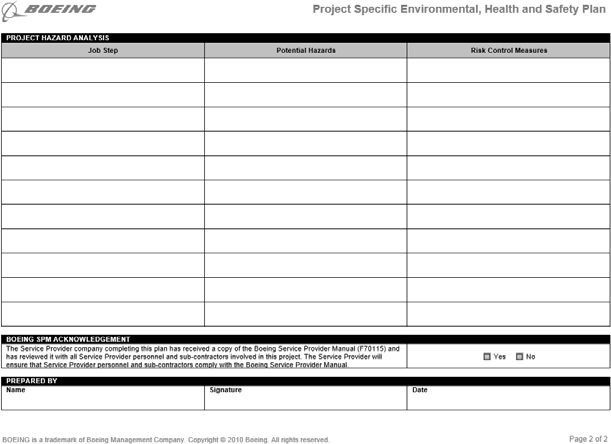 BOEING
Project Specific Environmental, Health and Safety Plan
PROJECT HAZARD ANALYSIS
Job Step Potential Hazards Risk Control Measures
BOEING SPM ACKNOWLEDGEMENT
The Service Provider company completing this plan has received a copy of the Boeing Service Provider Manual (F70115) and
has reviewed it with all Service Provider personnel and sub-contractors involved in this project. The Service Provider will
ensure that Service Provider personnel and sub-contractors comply with the Boeing Service Provider Manual
Yes No
PREPARED BY
Name Signature Date
BOEING is a trademark of Boeing Management Company. Copyright © 2010 Boeing. All rights reserved.
Page 2 of 2